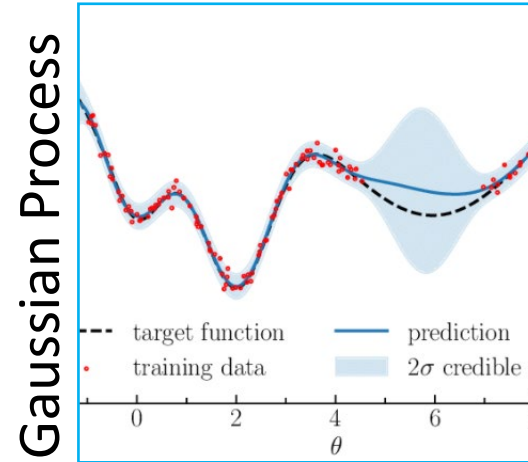 Gaussian Process
target function
prediction
training data
2σ credible
0 2 4 6
θ